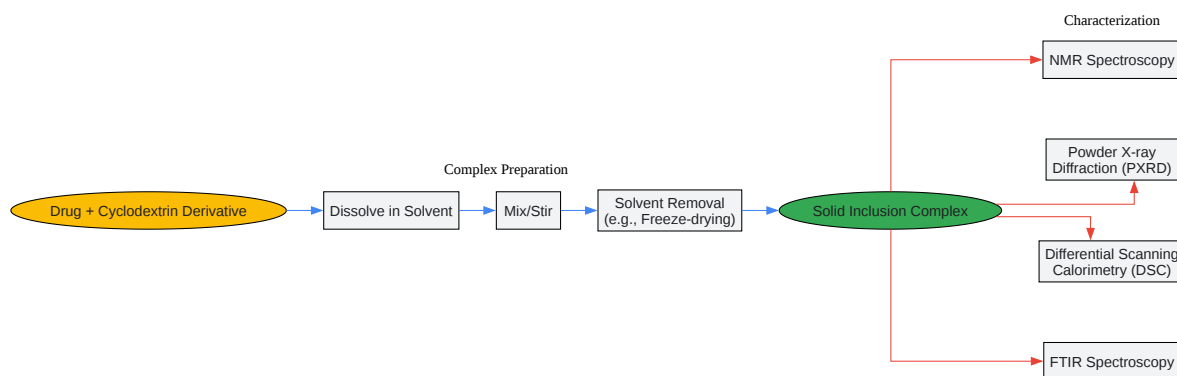 Characterization
NMR Spectroscopy
Complex Preparation
Powder X-ray
Diffraction (PXRD)
Drug + Cyclodextrin Derivative
Dissolve in Solvent
Mix/Stir
Solvent Removal
(e.g., Freeze-drying)
Solid Inclusion Complex
Differential Scanning
Calorimetry (DSC)
FTIR Spectroscopy